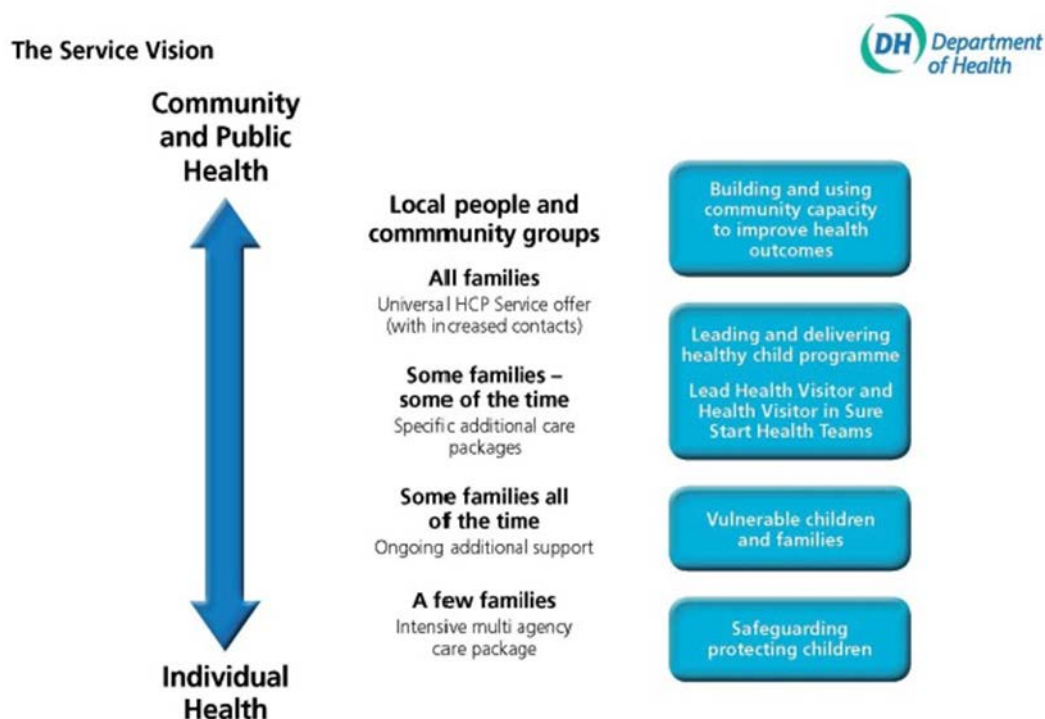 The Service Vision
DH Department
of Health
Community
and Public
Health
Local people and
commmunity groups
All families
Universal HCP Service offer
(with increased contacts)
Some families –
some of the time
Specific additional care
packages
Some families all
of the time
Ongoing additional support
A few families
Intensive multi agency
care package
Individual
Health
Building and using
community capacity
to improve health
outcomes
Leading and delivering
healthy child programme
Lead Health Visitor and
Health Visitor in Sure
Start Health Teams
Vulnerable children
and families
Safeguarding
protecting children